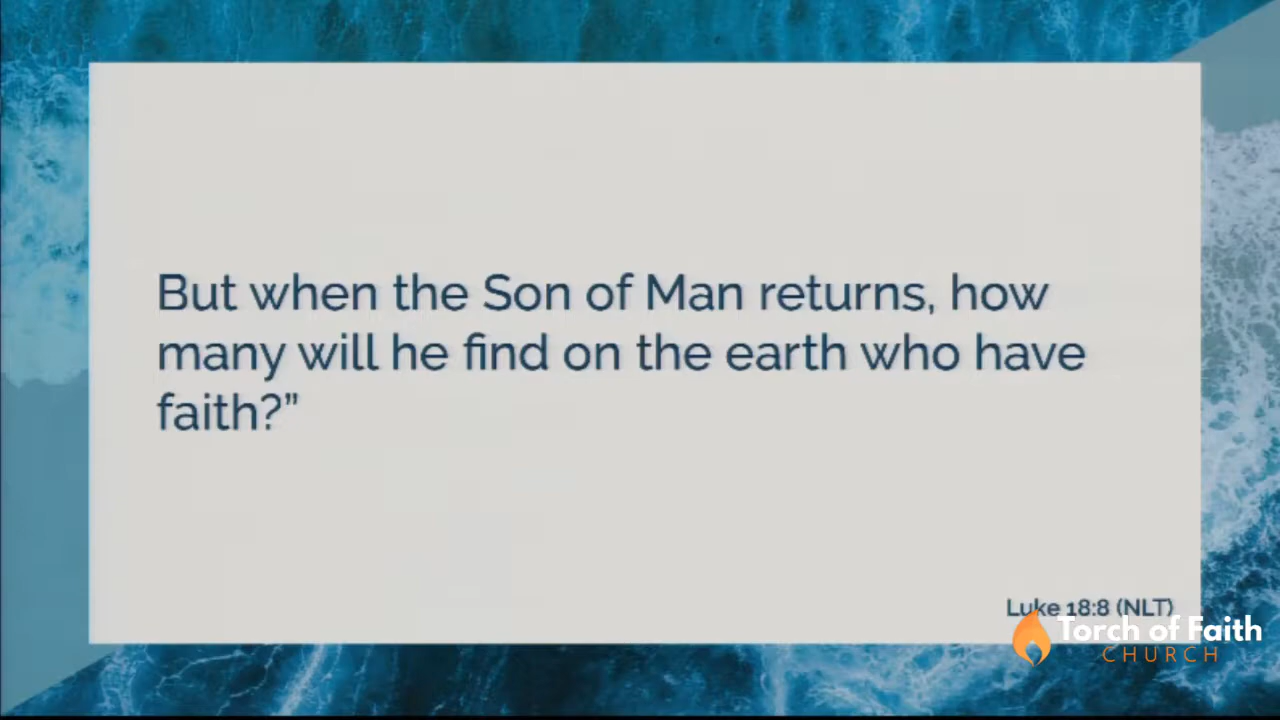 But when the Son of Man returns, how
many will he find on the earth who have
faith?”
Luke 18:8 (NLT)
Torch of Faith
CHURCH